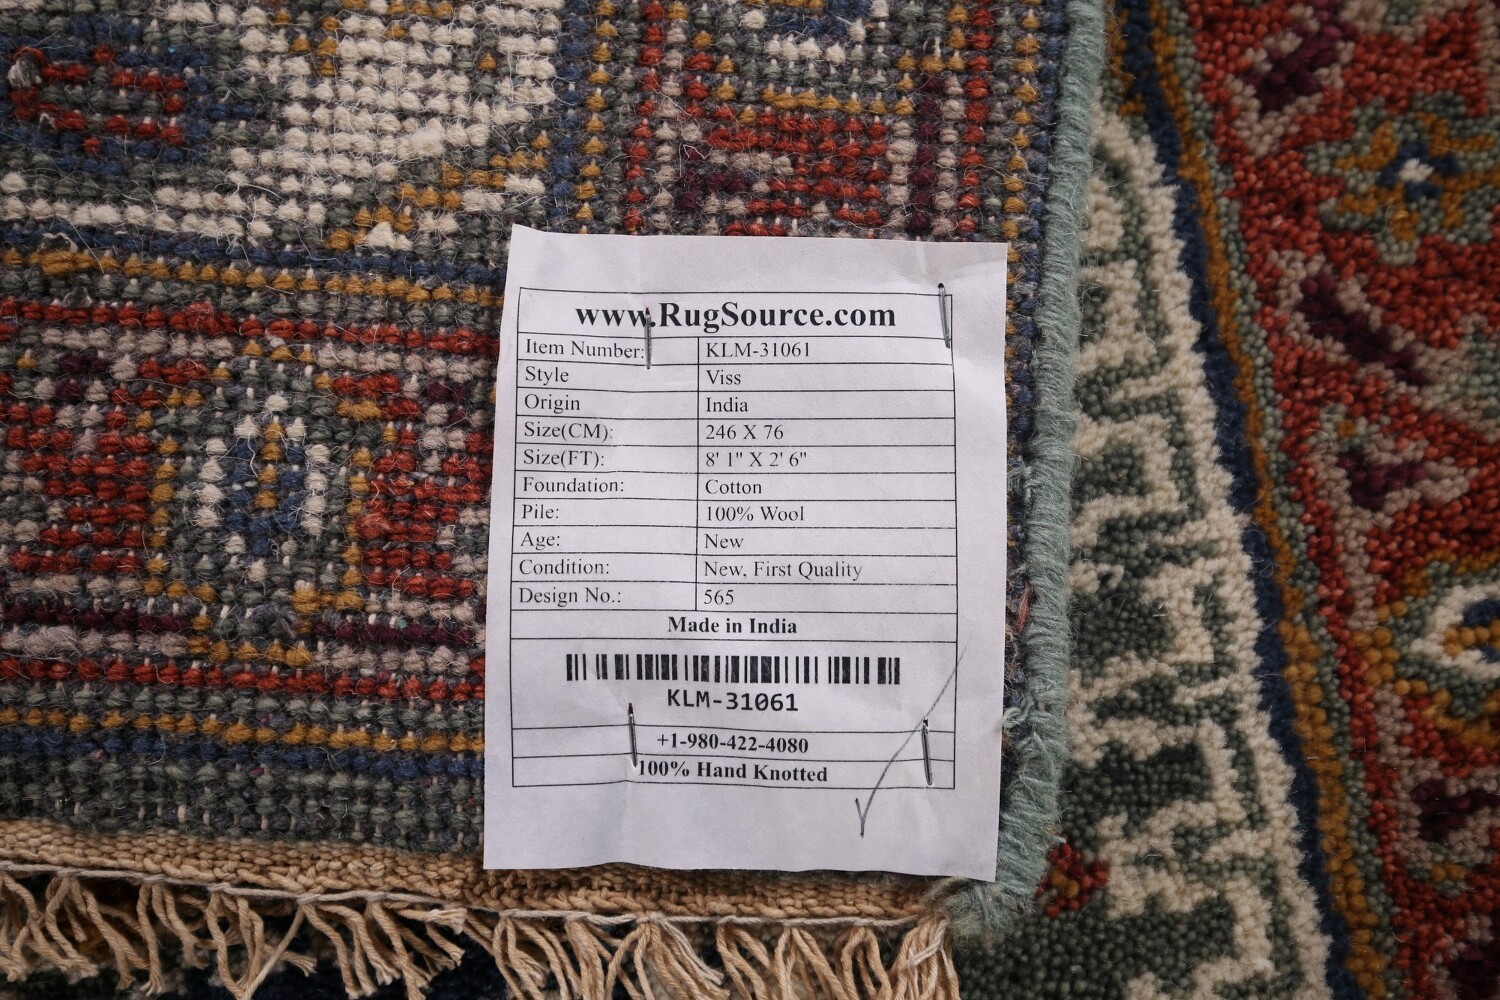 www.RugSource.com
Item Number: KLM-31061
Style Viss
Origin India
Size(CM): 246 X 76
Size(FT): 8' 1" X 2' 6"
Foundation: Cotton
Pile: 100% Wool
Age: New
Condition: New, First Quality
Design No.: 565
Made in India
KLM-31061
+1-980-422-4080
100% Hand Knotted